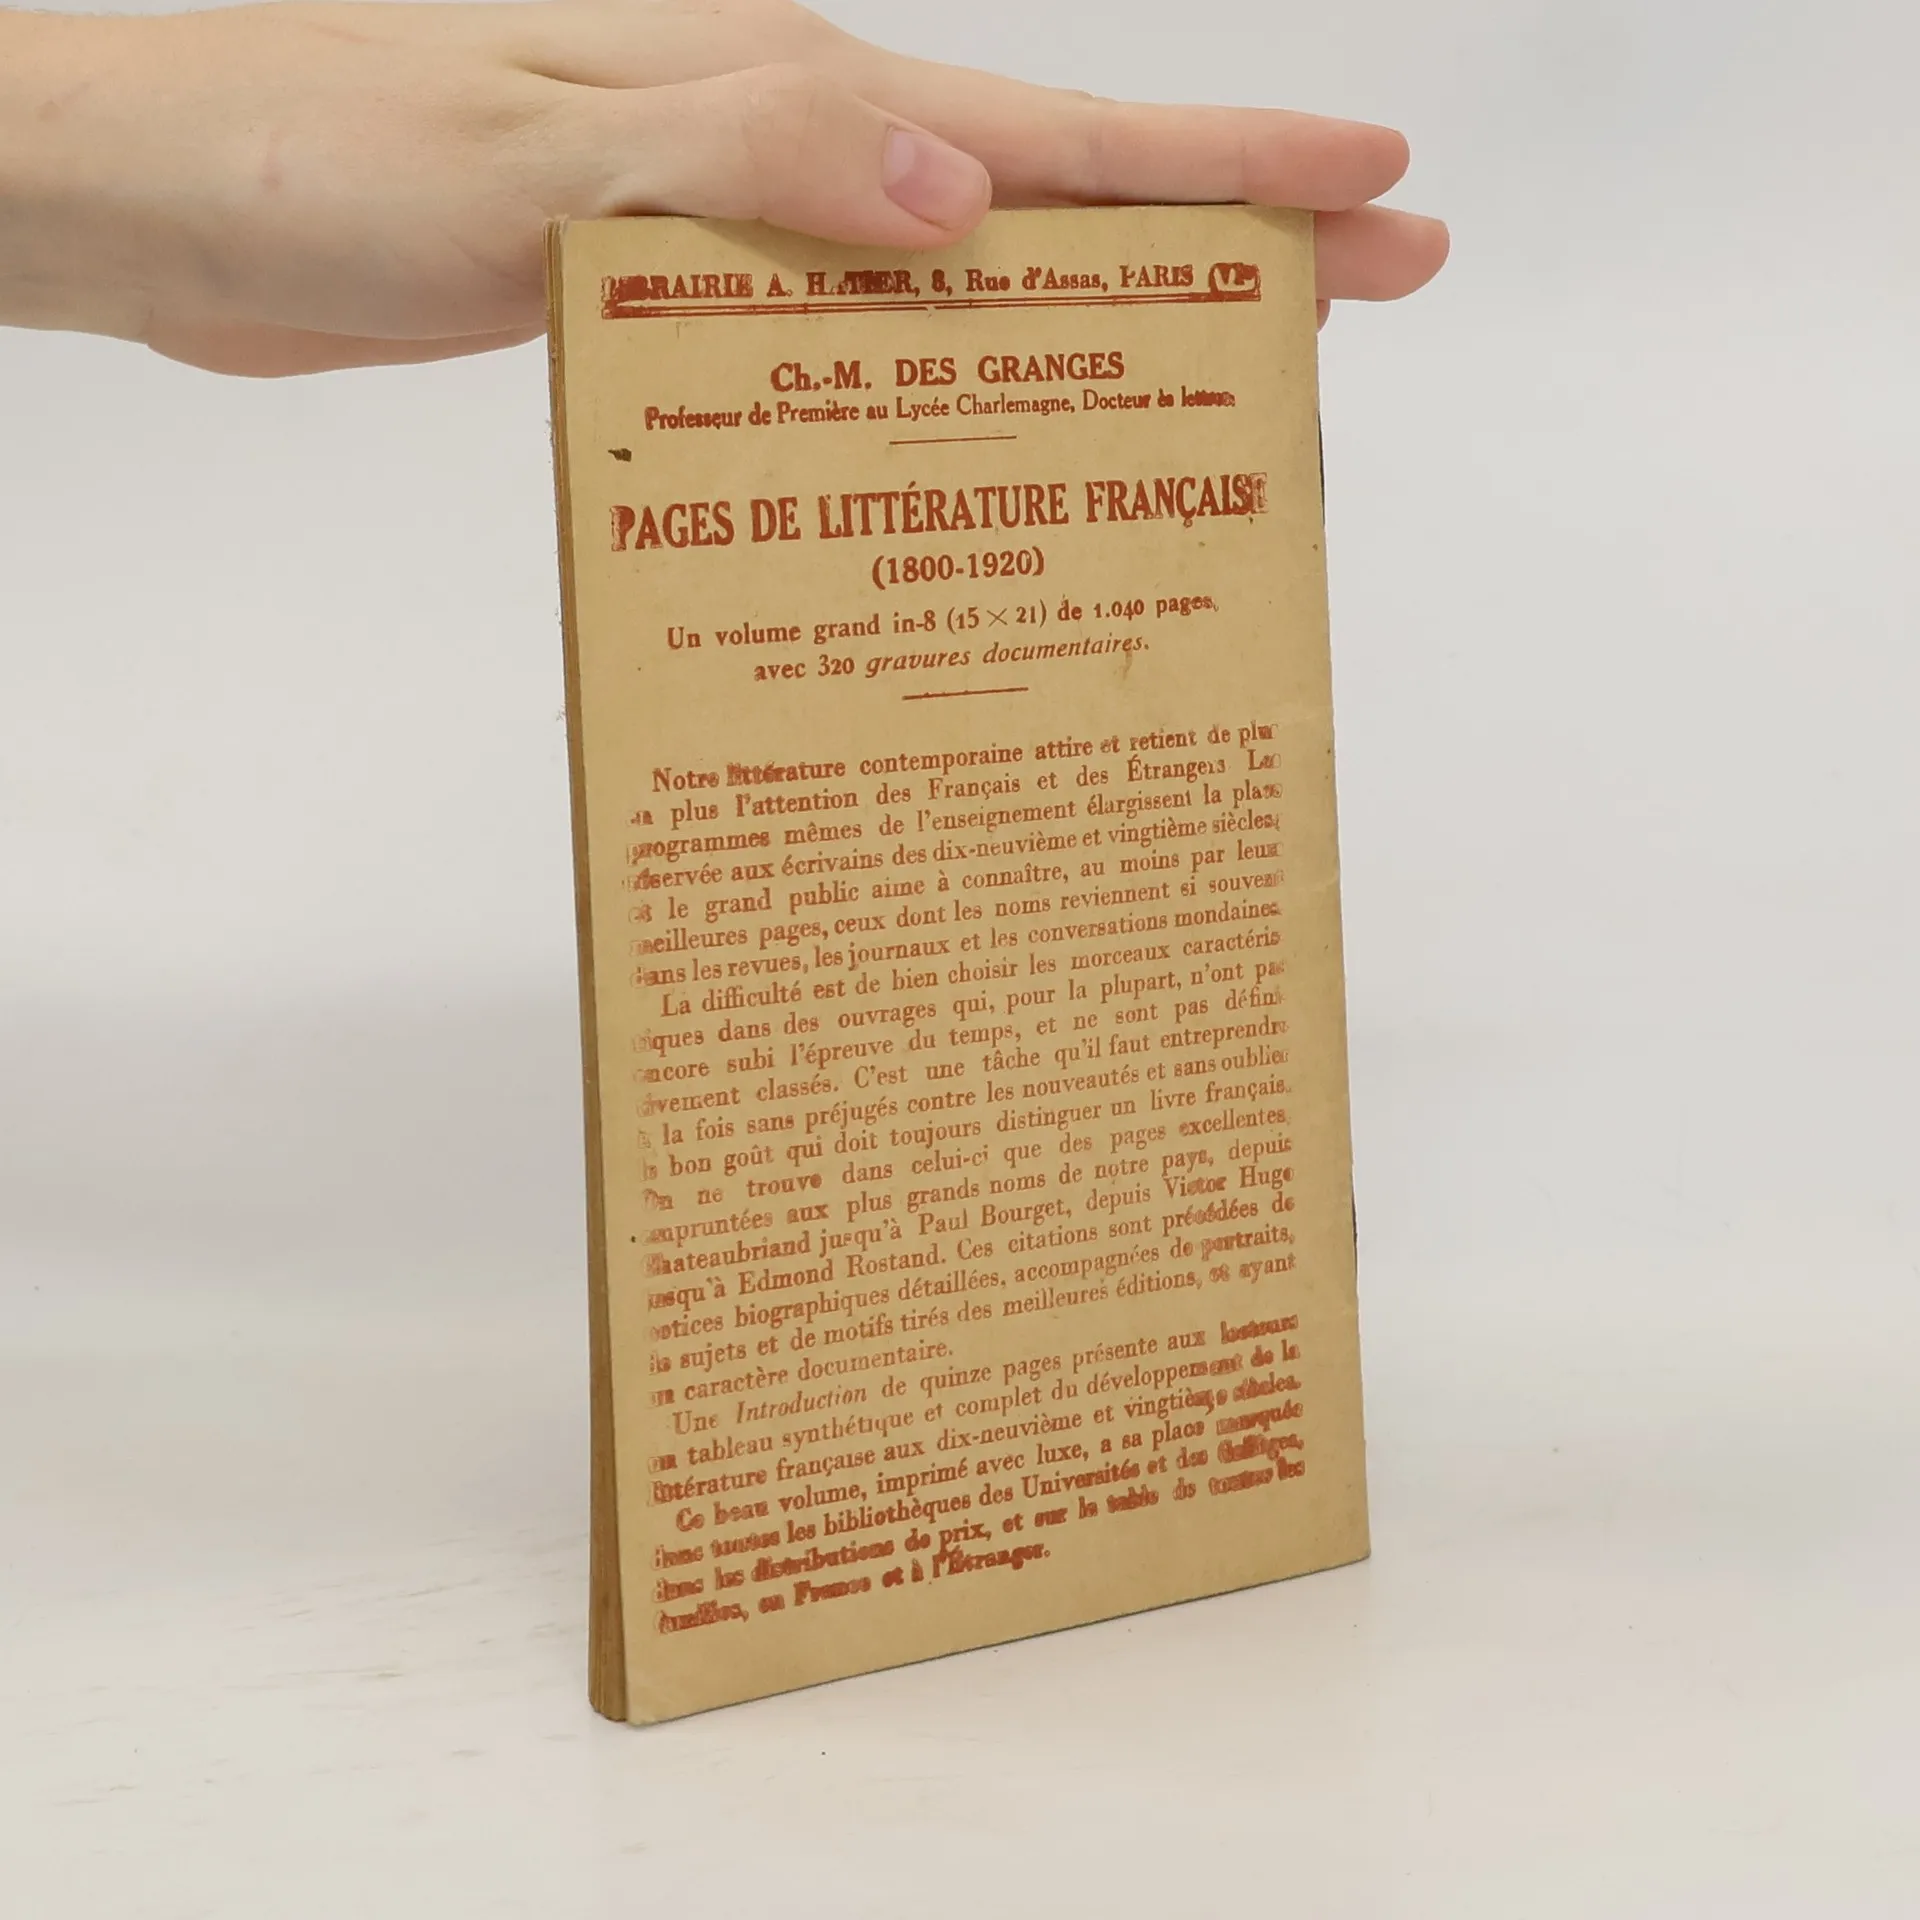 LIBRAIRIE A. HATIER, 8, Rue d'Assas, PARIS (VIe)
Ch.-M. DES GRANGES
Professeur de Première au Lycée Charlemagne, Docteur ès lettres
PAGES DE LITTÉRATURE FRANÇAISE
(1800-1920)
Un volume grand in-8 (15 × 21) de 1.040 pages,
avec 320 gravures documentaires.
Notre littérature contemporaine attire et retient de plus
en plus l'attention des Français et des Étrangers. Les
programmes mêmes de l'enseignement élargissent la place
réservée aux écrivains des dix-neuvième et vingtième siècles;
et le grand public aime à connaître, au moins par leurs
meilleures pages, ceux dont les noms reviennent si souvent
dans les revues, les journaux et les conversations mondaines.
La difficulté est de bien choisir les morceaux caractéris-
tiques dans des ouvrages qui, pour la plupart, n'ont pas
encore subi l'épreuve du temps, et ne sont pas défini-
tivement classés. C'est une tâche qu'il faut entreprendre
à la fois sans préjugés contre les nouveautés et sans oublier
le bon goût qui doit toujours distinguer un livre français.
On ne trouve dans celui-ci que des pages excellentes,
empruntées aux plus grands noms de notre pays, depuis
Chateaubriand jusqu'à Paul Bourget, depuis Victor Hugo
jusqu'à Edmond Rostand. Ces citations sont précédées de
notices biographiques détaillées, accompagnées de portraits,
de sujets et de motifs tirés des meilleures éditions, et ayant
un caractère documentaire.
Une Introduction de quinze pages présente aux lecteurs
un tableau synthétique et complet du développement de la
littérature française aux dix-neuvième et vingtième siècles.
Ce beau volume, imprimé avec luxe, a sa place marquée
dans toutes les bibliothèques des Universités et des Collèges,
dans les distributions de prix, et sur la table de toutes les
familles, en France et à l'Étranger.